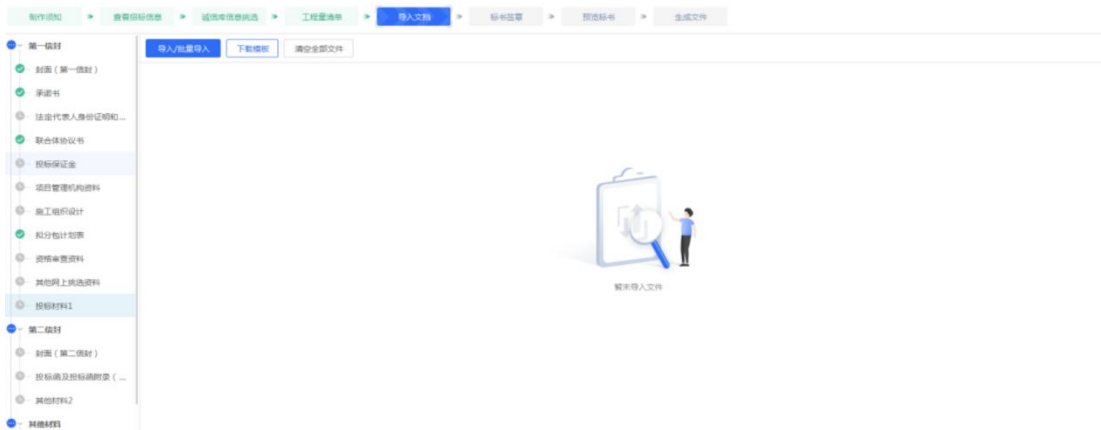 制作须知 查看招标信息 诚信库信息挑选 工程量清单 导入文档 标书签章 预览标书 生成文件
导入/批量导入 下载模板 清空全部文件
第一信封
封面（第一信封）
承诺书
法定代表人身份证明和...
联合体协议书
投标保证金
项目管理机构资料
施工组织设计
拟分包计划表
资格审查资料
其他网上挑选资料
投标材料1
第二信封
封面（第二信封）
投标函及投标函附录（...
其他材料2
其他材料
暂未导入文件